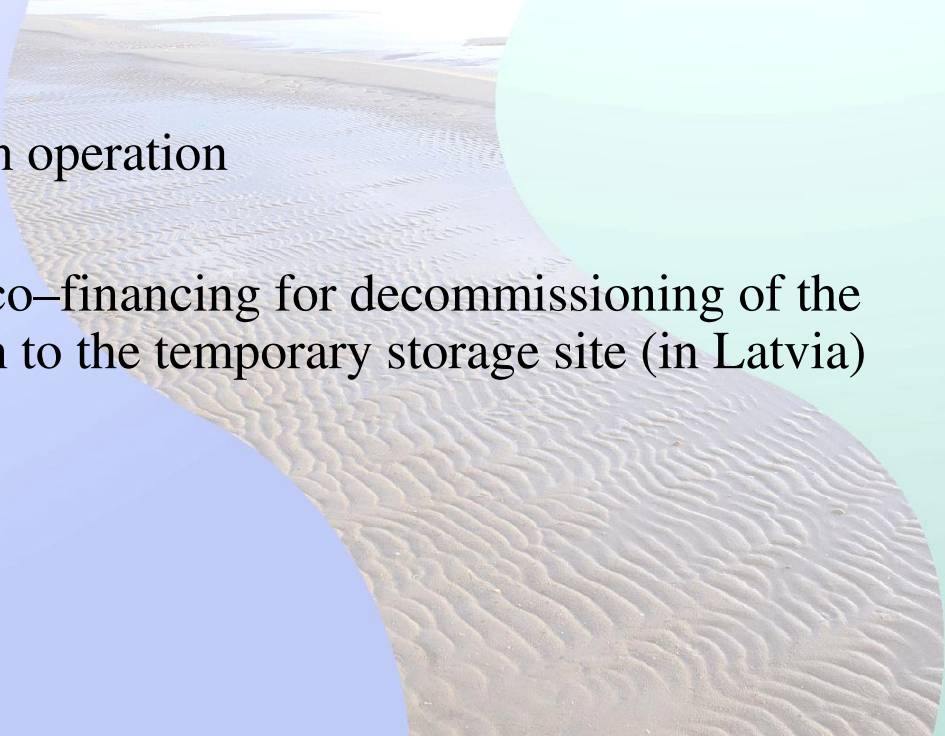 operation
co–financing for decommissioning of the
to the temporary storage site (in Latvia)